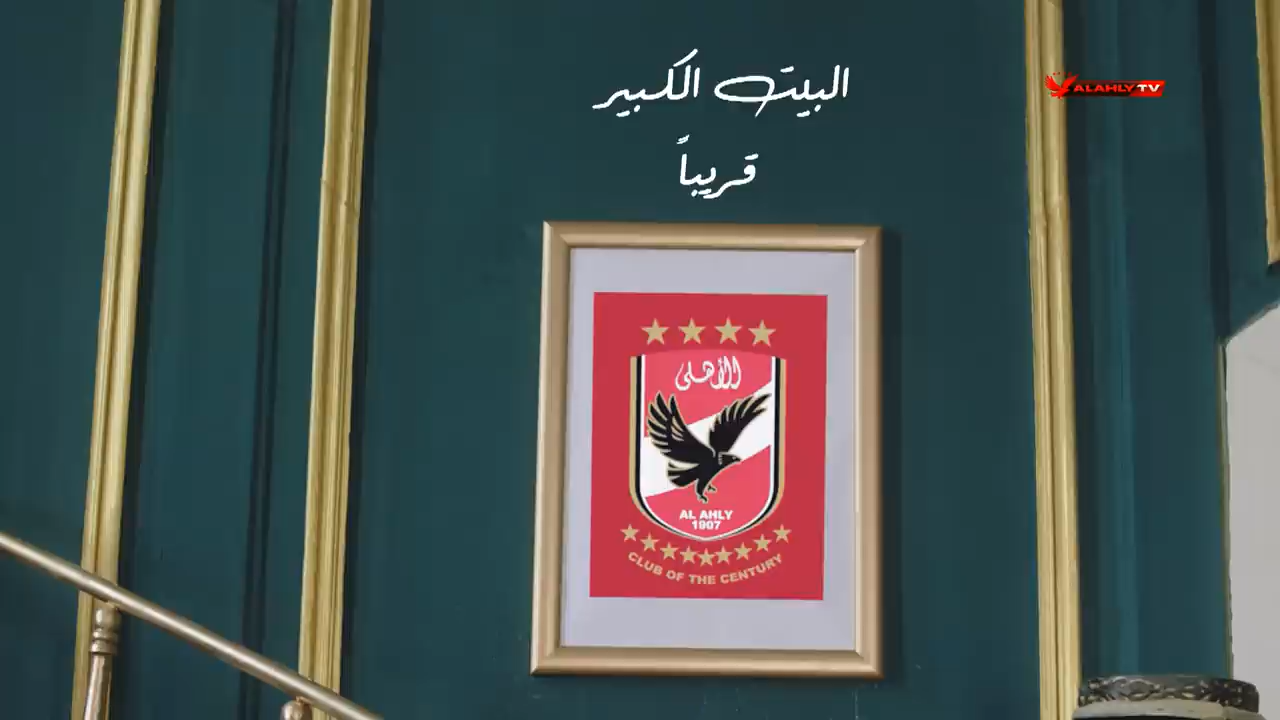 البيت الكبير
قريباً
ALAHLY TV
الأهلى
AL AHLY
1907
CLUB OF THE CENTURY